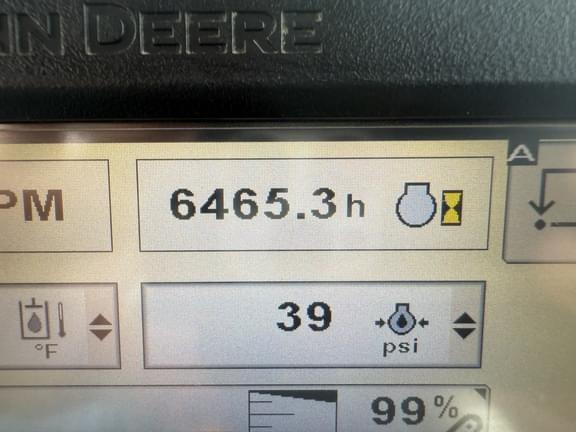 N DEERE
PM
6465.3 h
A
°F
39
psi
99%